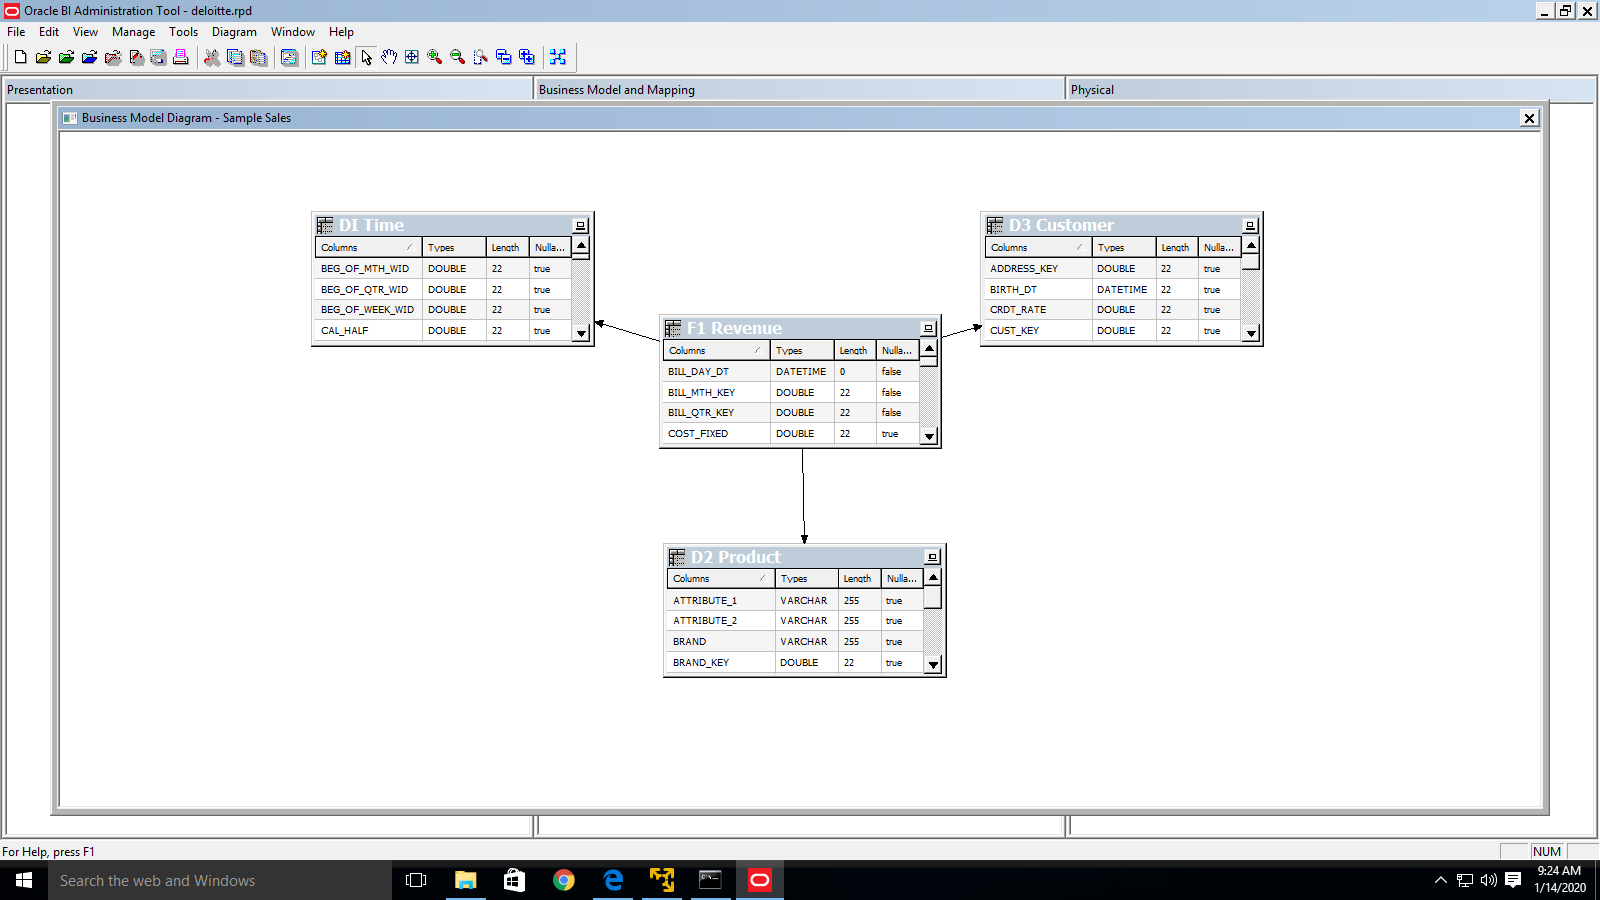 Oracle BI Administration Tool - deloitte.rpd
File Edit View Manage Tools Diagram Window Help
Presentation
Business Model and Mapping
Physical
Business Model Diagram - Sample Sales
DI Time
Columns Types Length Nulla...
BEG_OF_MTH_WID DOUBLE 22 true
BEG_OF_QTR_WID DOUBLE 22 true
BEG_OF_WEEK_WID DOUBLE 22 true
CAL_HALF DOUBLE 22 true
D3 Customer
Columns Types Length Nulla...
ADDRESS_KEY DOUBLE 22 true
BIRTH_DT DATETIME 22 true
CRDT_RATE DOUBLE 22 true
CUST_KEY DOUBLE 22 true
F1 Revenue
Columns Types Length Nulla...
BILL_DAY_DT DATETIME 0 false
BILL_MTH_KEY DOUBLE 22 false
BILL_QTR_KEY DOUBLE 22 false
COST_FIXED DOUBLE 22 true
D2 Product
Columns Types Length Nulla...
ATTRIBUTE_1 VARCHAR 255 true
ATTRIBUTE_2 VARCHAR 255 true
BRAND VARCHAR 255 true
BRAND_KEY DOUBLE 22 true
For Help, press F1
NUM
Search the web and Windows
9:24 AM
1/14/2020